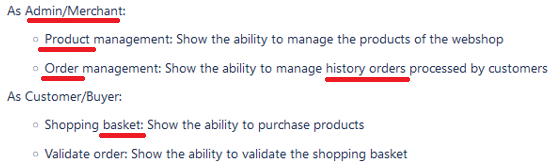 As Admin/Merchant:
Product management: Show the ability to manage the products of the webshop
Order management: Show the ability to manage history orders processed by customers
As Customer/Buyer:
Shopping basket: Show the ability to purchase products
Validate order: Show the ability to validate the shopping basket